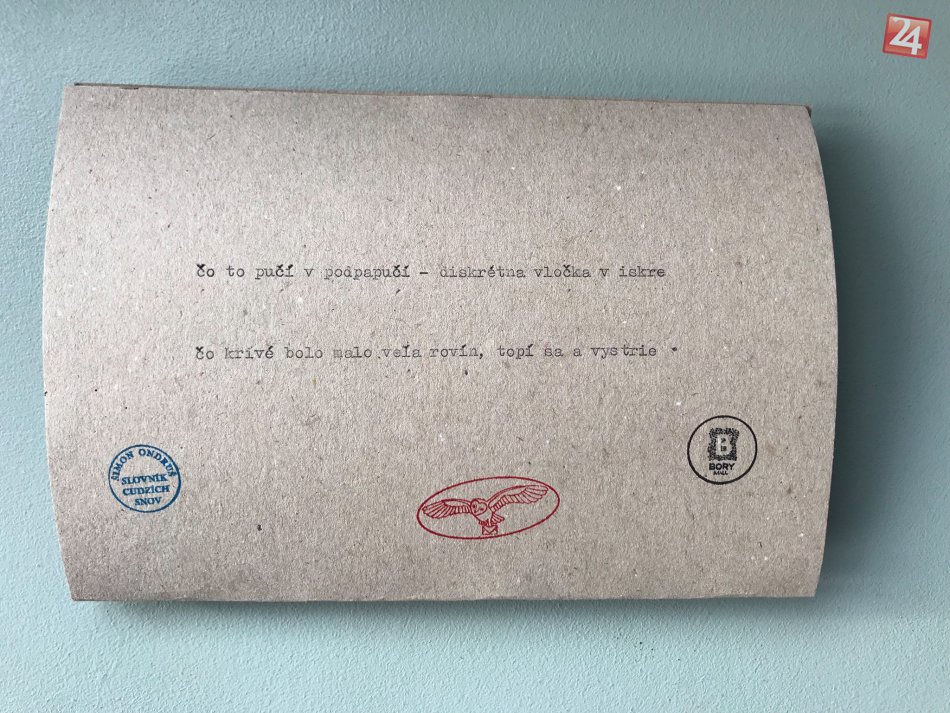 24
čo to pučí v podpapučí - diskrétna vločka v iskre
čo krívé bolo malo veľa rovín, topí sa a vystrie
ŠIMON ONDRUŠ
SLOVNÍK
CUDZÍCH
SNOV
B
BORY
MALL